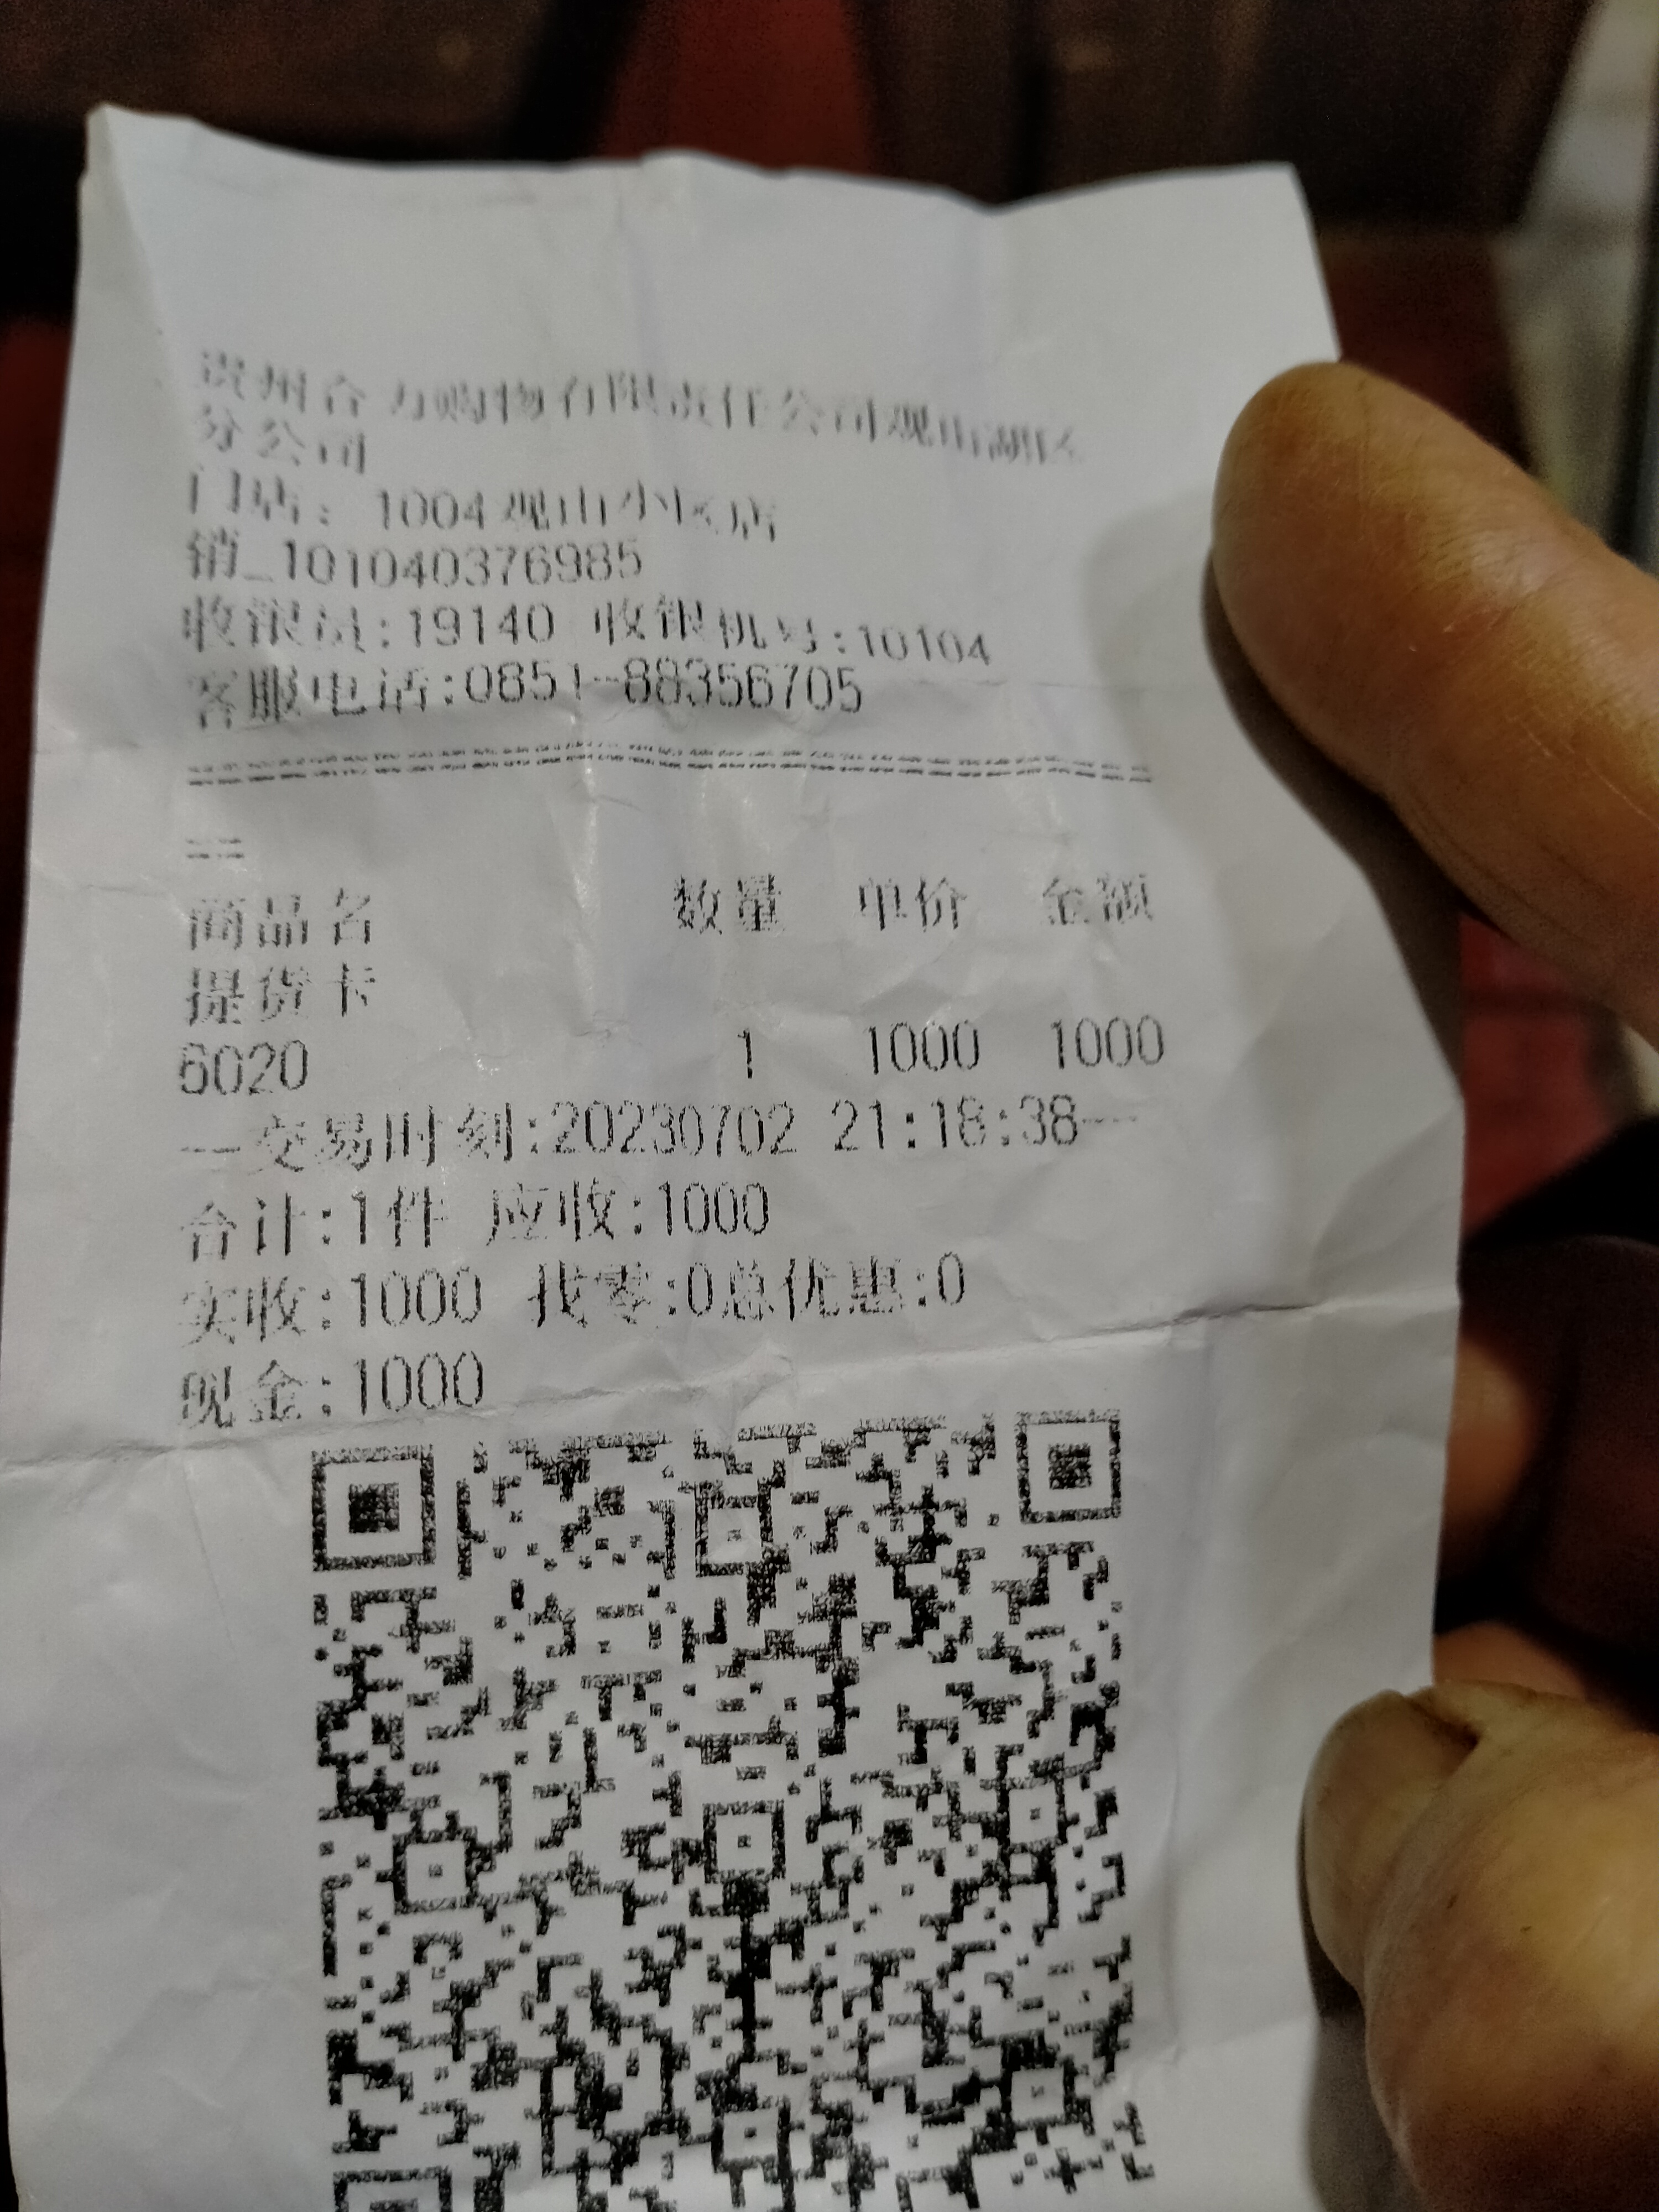 贵州合力购物有限责任公司观山湖区
分公司
门店：1004观山小区店
销_101040376985
收银员:19140 收银机号:10104
客服电话:0851-88356705
==
商品名 数量 单价 金额
提货卡
6020 1 1000 1000
--交易时刻:20230702 21:18:38--
合计:1件 应收:1000
实收:1000 找零:0总优惠:0
现金:1000